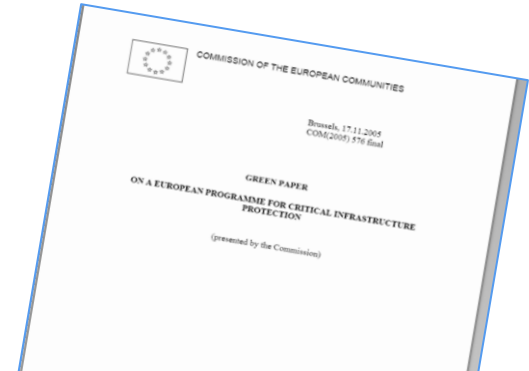 COMMISSION OF THE EUROPEAN COMMUNITIES
Brussels, 17.11.2005
COM(2005) 576 final
GREEN PAPER
ON A EUROPEAN PROGRAMME FOR CRITICAL INFRASTRUCTURE
PROTECTION
(presented by the Commission)